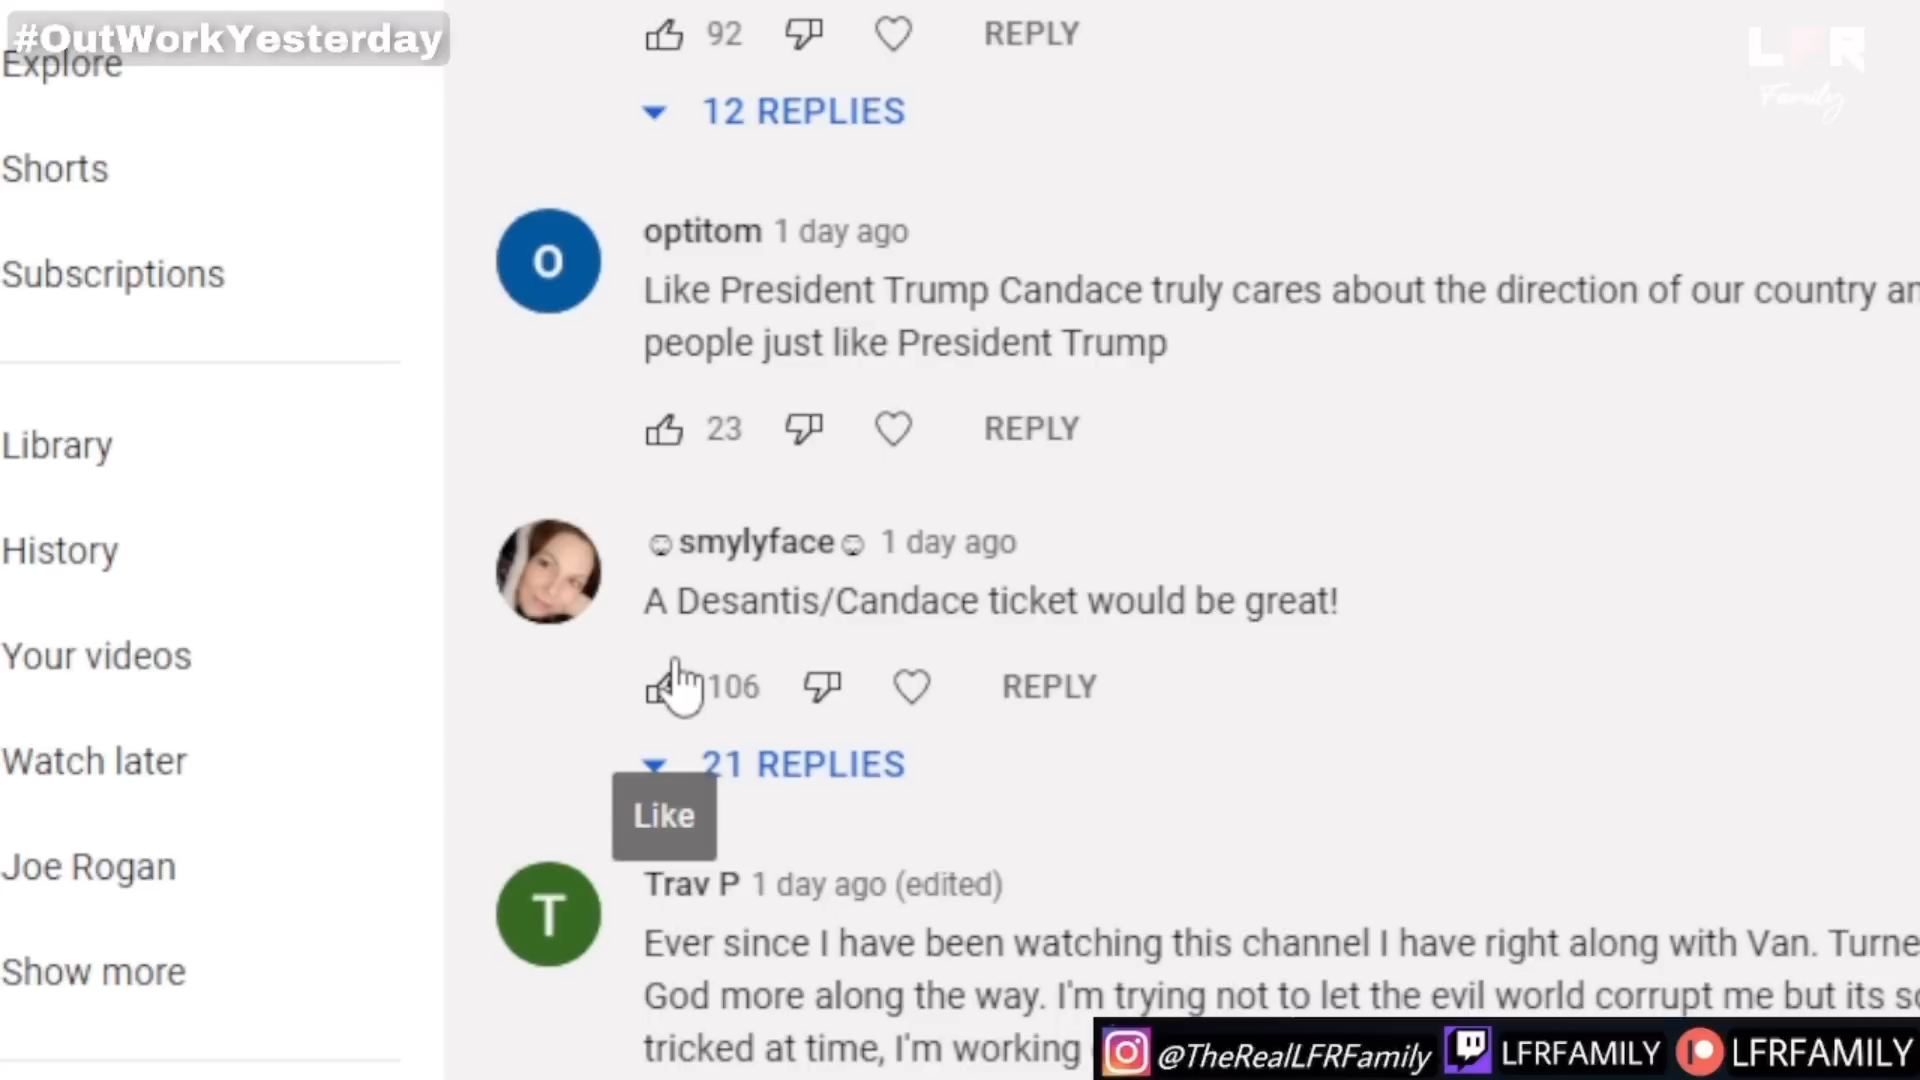 #OutWorkYesterday
Explore
Shorts
Subscriptions
Library
History
Your videos
Watch later
Joe Rogan
Show more
92 REPLY
12 REPLIES
LFR
Family
O
optitom 1 day ago
Like President Trump Candace truly cares about the direction of our country an
people just like President Trump
23 REPLY
☺smylyface☺ 1 day ago
A Desantis/Candace ticket would be great!
106 REPLY
21 REPLIES
Like
T
Trav P 1 day ago (edited)
Ever since I have been watching this channel I have right along with Van. Turne
God more along the way. I'm trying not to let the evil world corrupt me but its so
tricked at time, I'm working
@TheRealLFRFamily LFRFAMILY LFRFAMILY